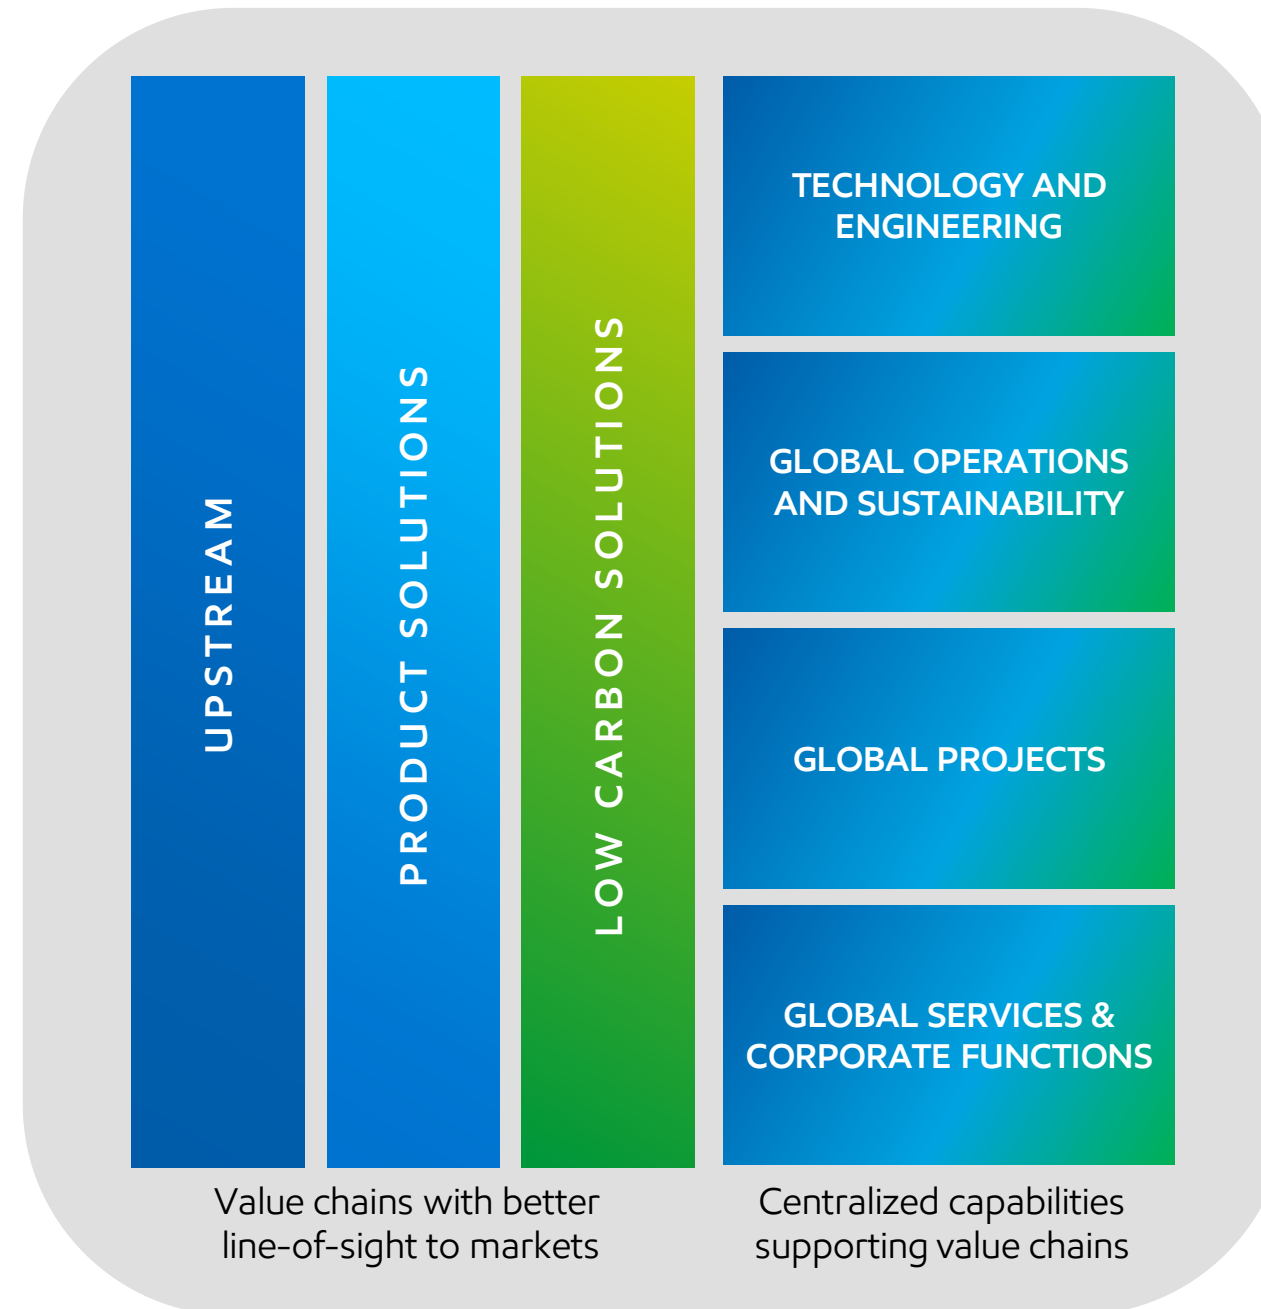 UPSTREAM
PRODUCT SOLUTIONS
LOW CARBON SOLUTIONS
Value chains with better
line-of-sight to markets
TECHNOLOGY AND
ENGINEERING
GLOBAL OPERATIONS
AND SUSTAINABILITY
GLOBAL PROJECTS
GLOBAL SERVICES &
CORPORATE FUNCTIONS
Centralized capabilities
supporting value chains